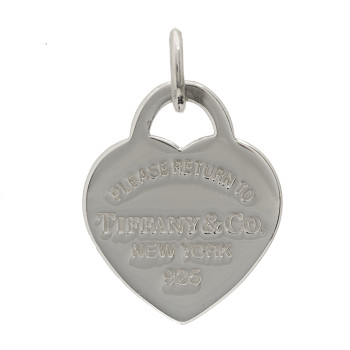 PLEASE RETURN TO
TIFFANY & CO.
NEW YORK
925